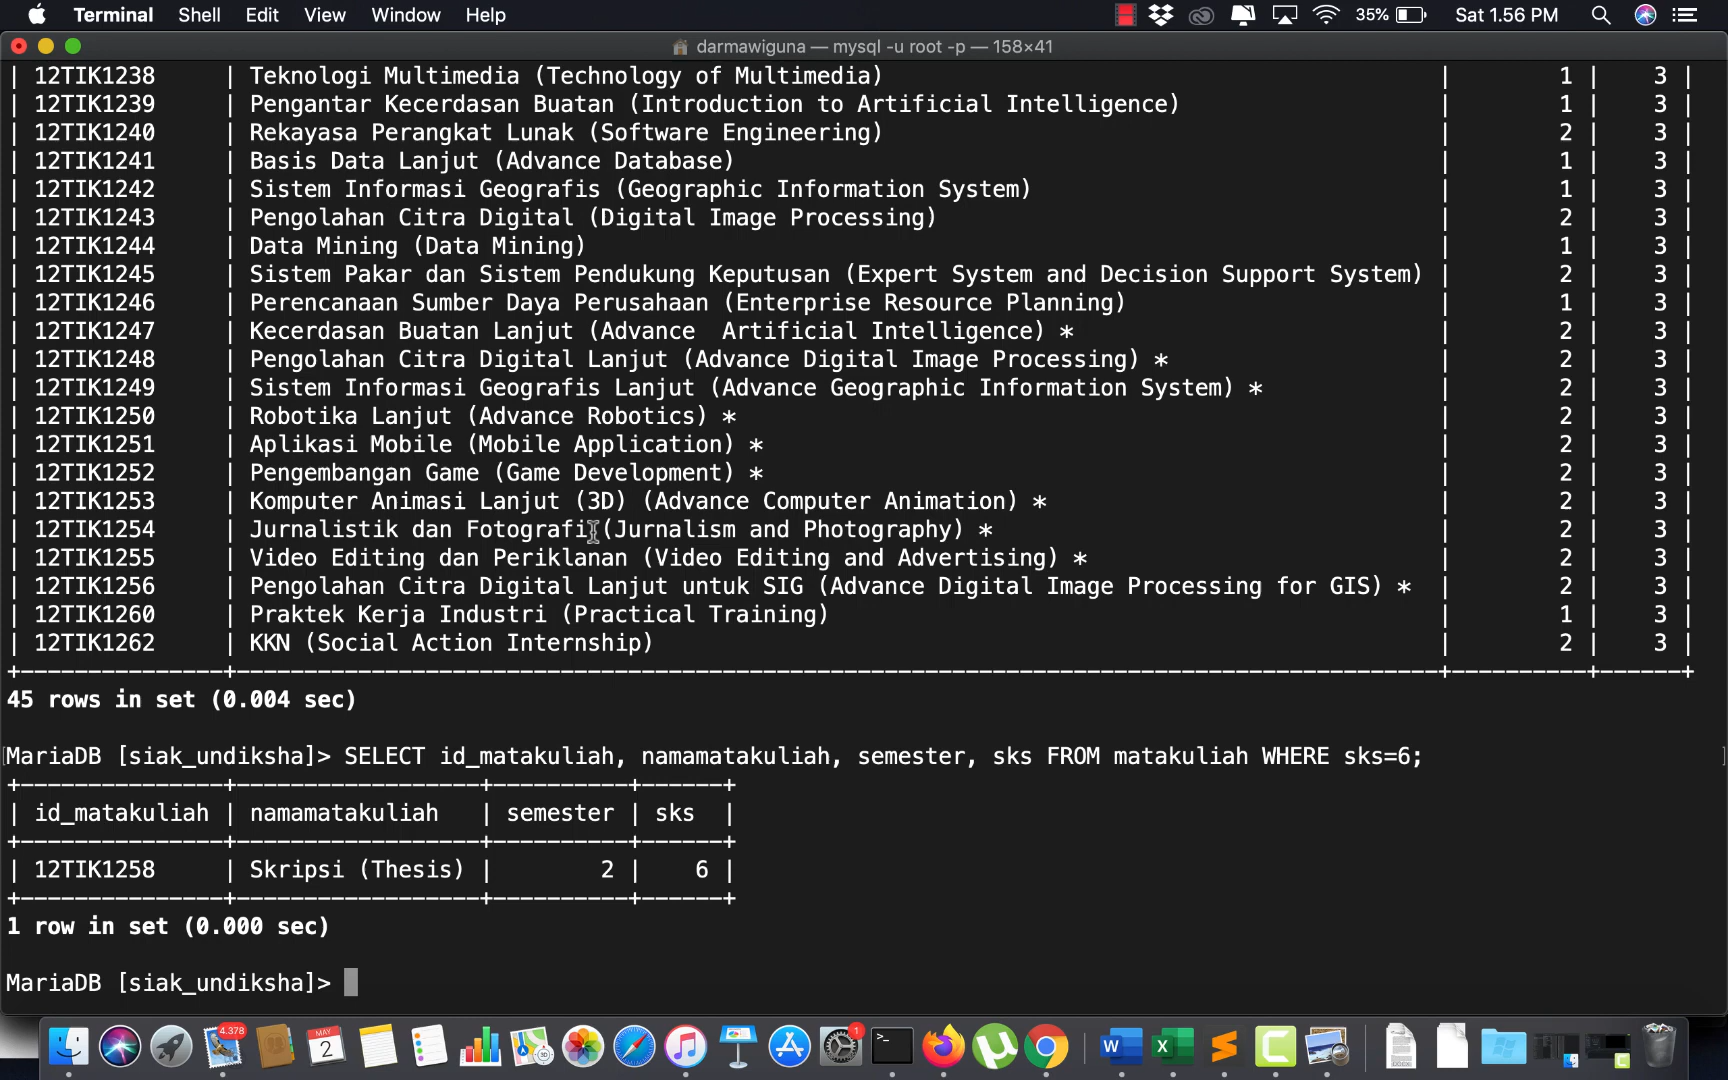 Terminal Shell Edit View Window Help 35% Sat 1.56 PM
darmawiguna — mysql -u root -p — 158×41
| 12TIK1238 | Teknologi Multimedia (Technology of Multimedia) | 1 | 3 |
| 12TIK1239 | Pengantar Kecerdasan Buatan (Introduction to Artificial Intelligence) | 1 | 3 |
| 12TIK1240 | Rekayasa Perangkat Lunak (Software Engineering) | 2 | 3 |
| 12TIK1241 | Basis Data Lanjut (Advance Database) | 1 | 3 |
| 12TIK1242 | Sistem Informasi Geografis (Geographic Information System) | 1 | 3 |
| 12TIK1243 | Pengolahan Citra Digital (Digital Image Processing) | 2 | 3 |
| 12TIK1244 | Data Mining (Data Mining) | 1 | 3 |
| 12TIK1245 | Sistem Pakar dan Sistem Pendukung Keputusan (Expert System and Decision Support System) | 2 | 3 |
| 12TIK1246 | Perencanaan Sumber Daya Perusahaan (Enterprise Resource Planning) | 1 | 3 |
| 12TIK1247 | Kecerdasan Buatan Lanjut (Advance  Artificial Intelligence) * | 2 | 3 |
| 12TIK1248 | Pengolahan Citra Digital Lanjut (Advance Digital Image Processing) * | 2 | 3 |
| 12TIK1249 | Sistem Informasi Geografis Lanjut (Advance Geographic Information System) * | 2 | 3 |
| 12TIK1250 | Robotika Lanjut (Advance Robotics) * | 2 | 3 |
| 12TIK1251 | Aplikasi Mobile (Mobile Application) * | 2 | 3 |
| 12TIK1252 | Pengembangan Game (Game Development) * | 2 | 3 |
| 12TIK1253 | Komputer Animasi Lanjut (3D) (Advance Computer Animation) * | 2 | 3 |
| 12TIK1254 | Jurnalistik dan Fotografi (Jurnalism and Photography) * | 2 | 3 |
| 12TIK1255 | Video Editing dan Periklanan (Video Editing and Advertising) * | 2 | 3 |
| 12TIK1256 | Pengolahan Citra Digital Lanjut untuk SIG (Advance Digital Image Processing for GIS) * | 2 | 3 |
| 12TIK1260 | Praktek Kerja Industri (Practical Training) | 1 | 3 |
| 12TIK1262 | KKN (Social Action Internship) | 2 | 3 |
45 rows in set (0.004 sec)
MariaDB [siak_undiksha]> SELECT id_matakuliah, namamatakuliah, semester, sks FROM matakuliah WHERE sks=6;
| id_matakuliah | namamatakuliah | semester | sks |
| 12TIK1258 | Skripsi (Thesis) | 2 | 6 |
1 row in set (0.000 sec)
MariaDB [siak_undiksha]>
4.378
MAY
2
3D
>_
1
W
X
C